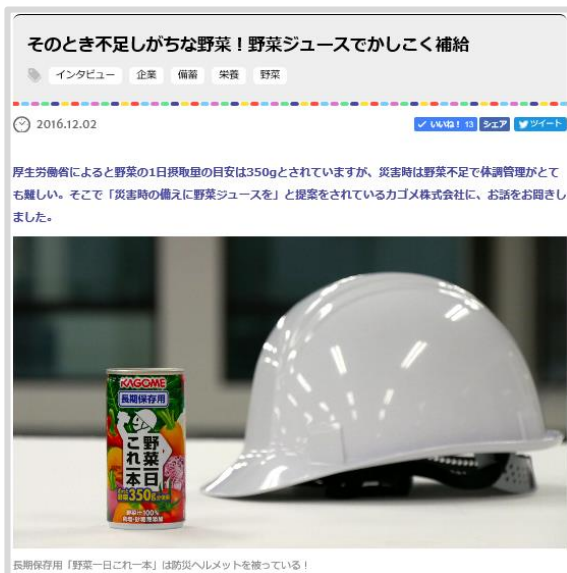 そのとき不足しがちな野菜！野菜ジュースでかしこく補給
インタビュー 企業 備蓄 栄養 野菜
2016.12.02
いいね！ 13 シェア ツイート
厚生労働省によると野菜の1日摂取量の目安は350gとされていますが、災害時は野菜不足で体調管理がとて
も難しい。そこで「災害時の備えに野菜ジュースを」と提案をされているカゴメ株式会社に、お話をお聞きし
ました。
KAGOME
長期保存用
野菜一日
これ一本
350g
野菜一100%
長期保存用「野菜一日これ一本」は防災ヘルメットを被っている！